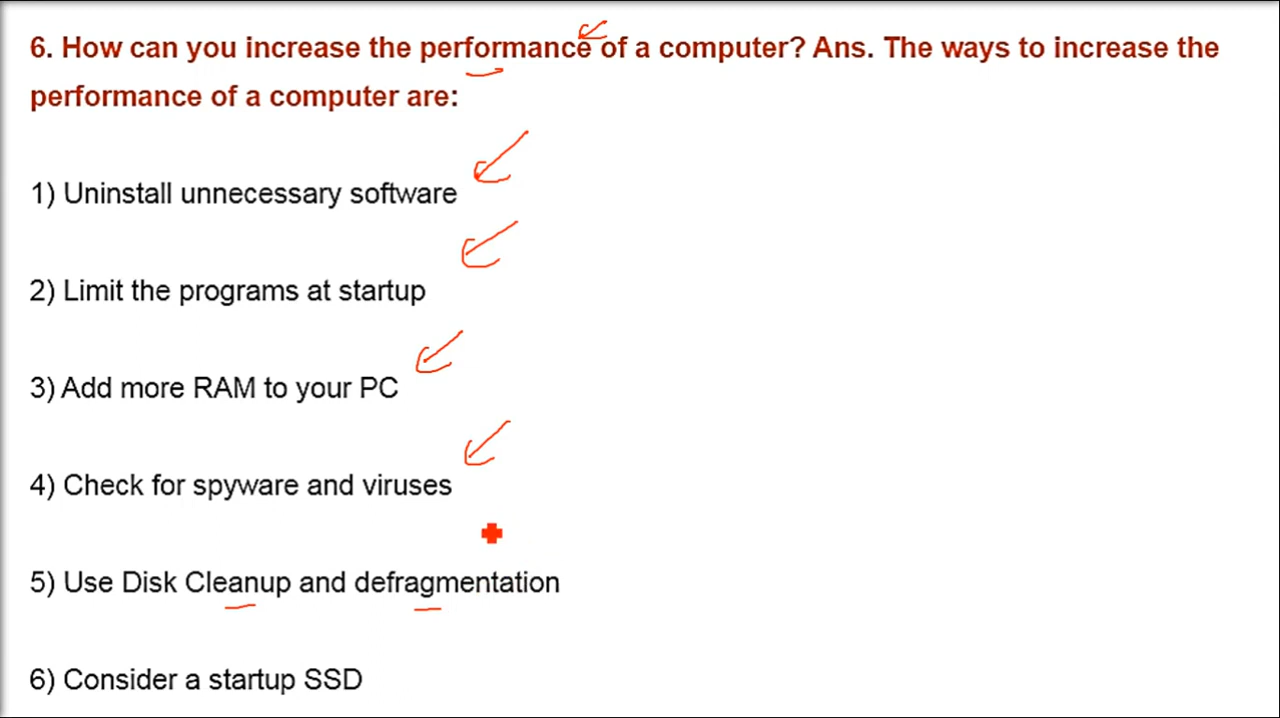 6. How can you increase the performance of a computer? Ans. The ways to increase the
performance of a computer are:
1) Uninstall unnecessary software
2) Limit the programs at startup
3) Add more RAM to your PC
4) Check for spyware and viruses
5) Use Disk Cleanup and defragmentation
6) Consider a startup SSD